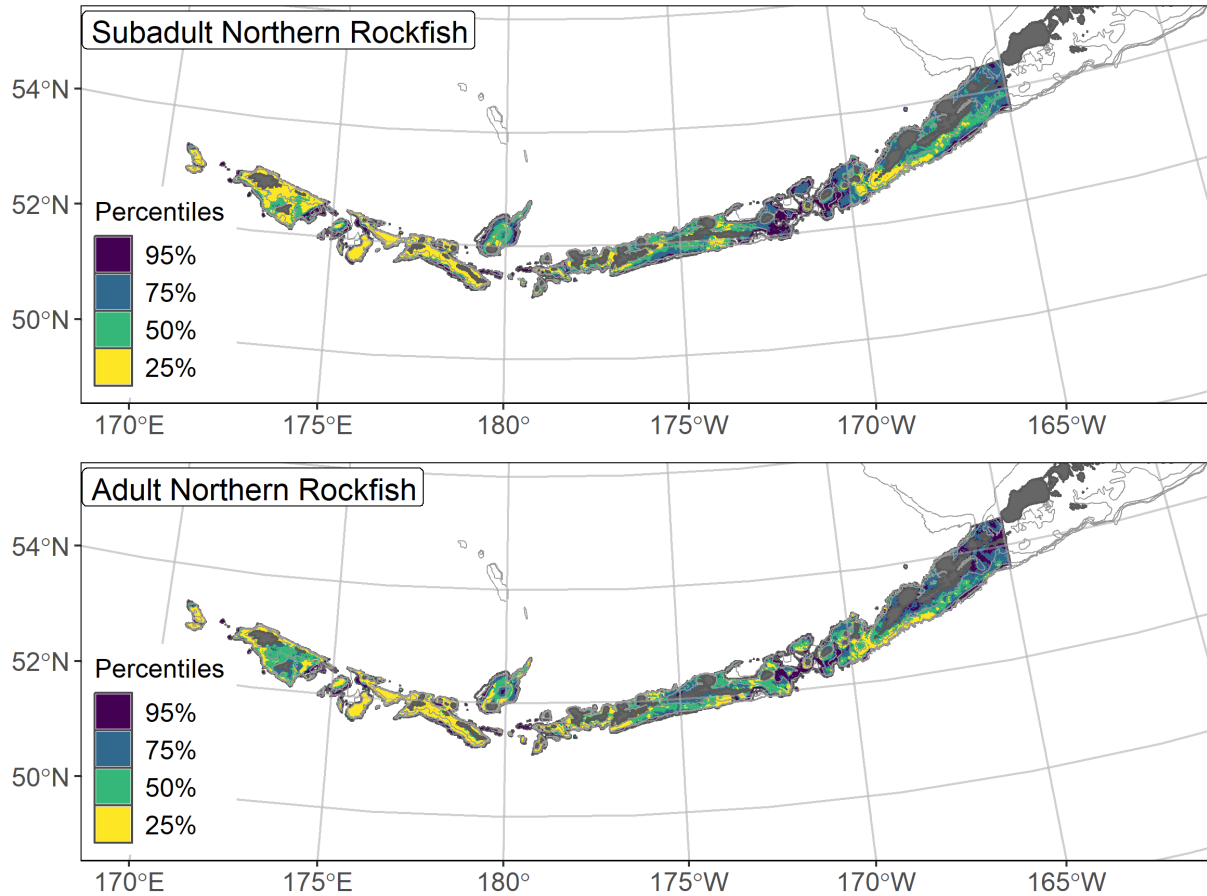 Subadult Northern Rockfish
54°N
52°N
50°N
Percentiles
95%
75%
50%
25%
170°E 175°E 180° 175°W 170°W 165°W
Adult Northern Rockfish
54°N
52°N
50°N
Percentiles
95%
75%
50%
25%
170°E 175°E 180° 175°W 170°W 165°W